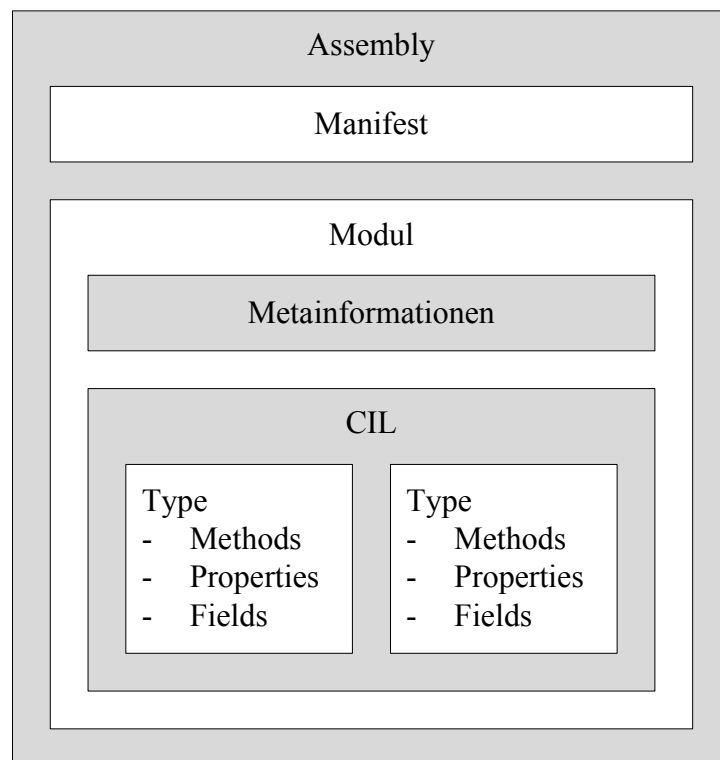 Assembly
Manifest
Modul
Metainformationen
CIL
Type
- Methods
- Properties
- Fields
Type
- Methods
- Properties
- Fields